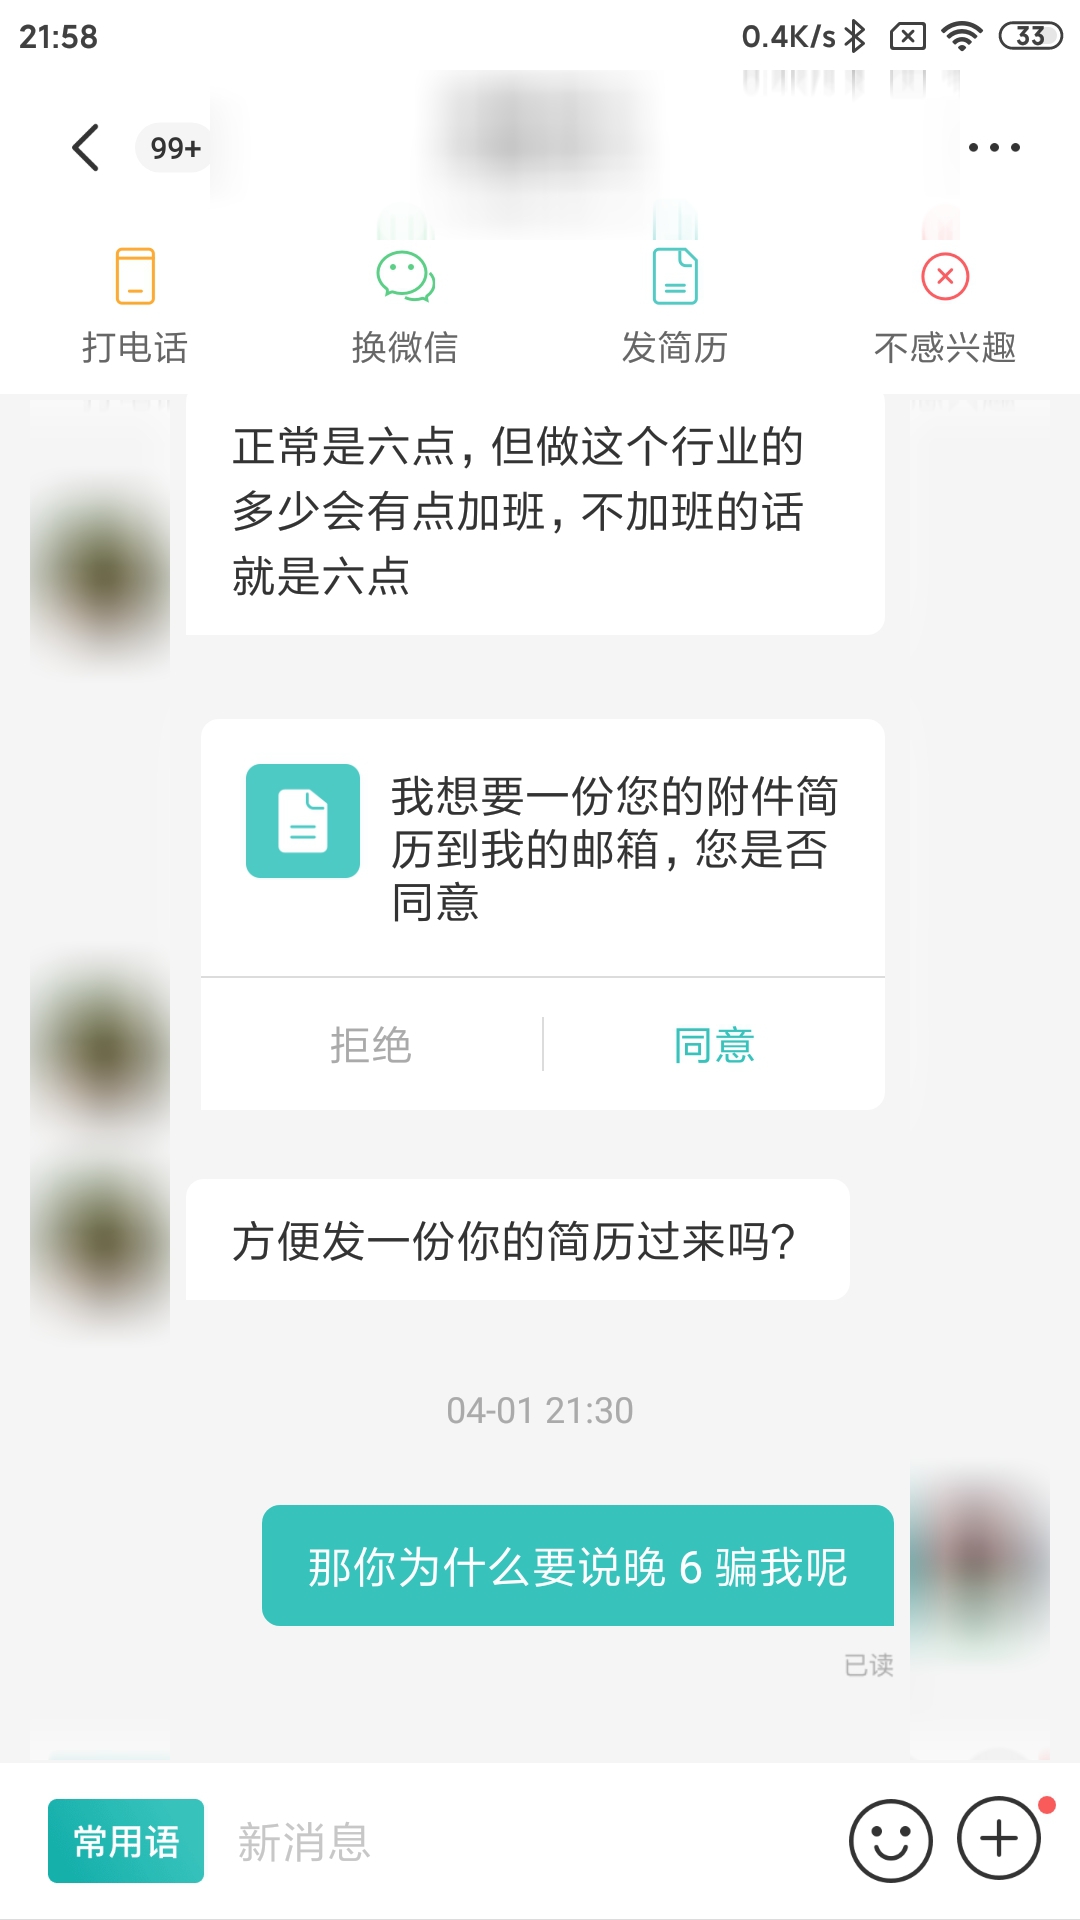 21:58 0.4K/s 33
99+
打电话 换微信 发简历 不感兴趣
正常是六点，但做这个行业的
多少会有点加班，不加班的话
就是六点
我想要一份您的附件简
历到我的邮箱，您是否
同意
拒绝 同意
方便发一份你的简历过来吗?
04-01 21:30
那你为什么要说晚 6 骗我呢
已读
常用语 新消息